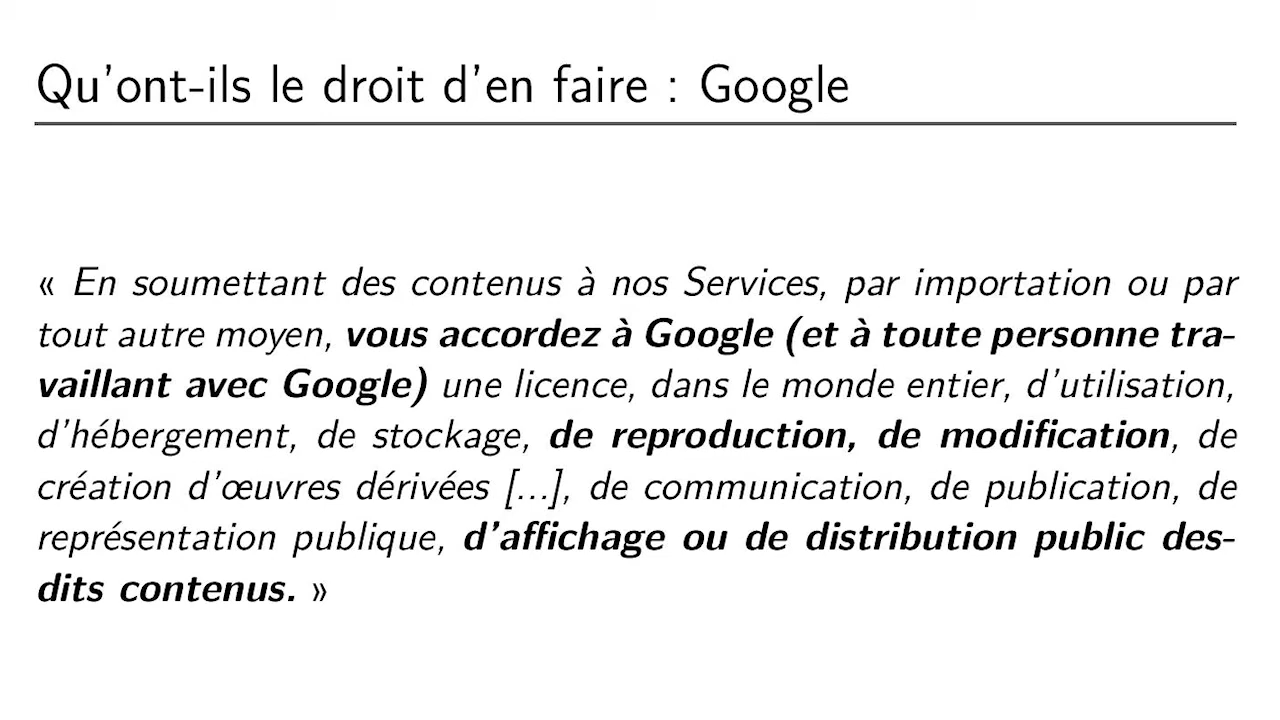 Qu'ont-ils le droit d'en faire : Google
« En soumettant des contenus à nos Services, par importation ou par
tout autre moyen, vous accordez à Google (et à toute personne tra-
vaillant avec Google) une licence, dans le monde entier, d'utilisation,
d'hébergement, de stockage, de reproduction, de modification, de
création d'œuvres dérivées [...], de communication, de publication, de
représentation publique, d'affichage ou de distribution public des-
dits contenus. »